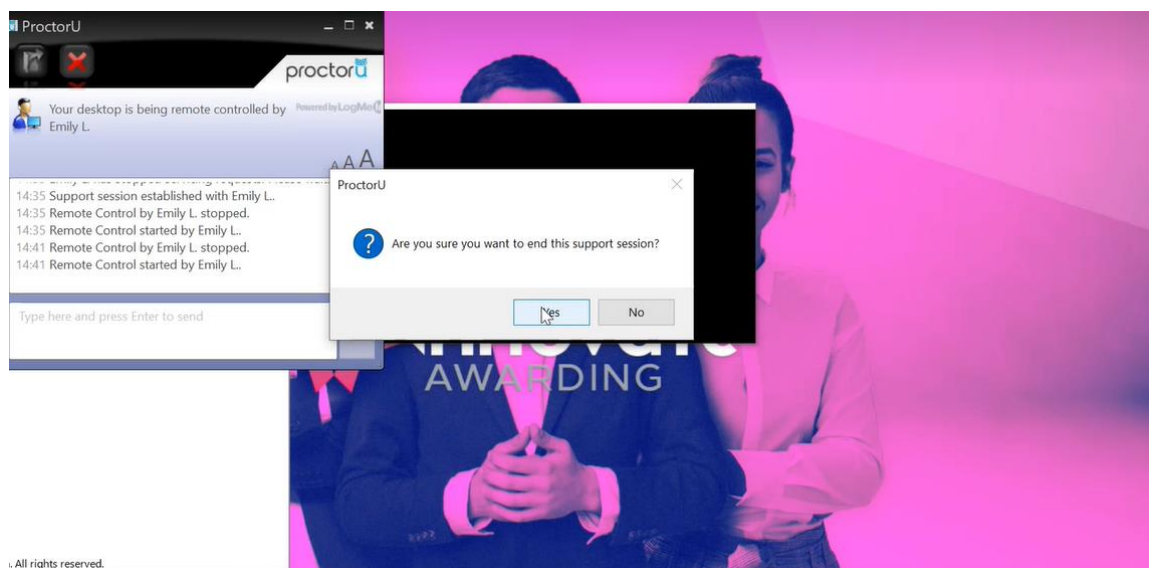 ProctorU
proctoru
Your desktop is being remote controlled by
Emily L.
Powered by LogMe
A A A
14:35 Support session established with Emily L..
14:35 Remote Control by Emily L. stopped.
14:35 Remote Control started by Emily L..
14:41 Remote Control by Emily L. stopped.
14:41 Remote Control started by Emily L..
Type here and press Enter to send
ProctorU
Are you sure you want to end this support session?
Yes
No
AWARDING
. All rights reserved.